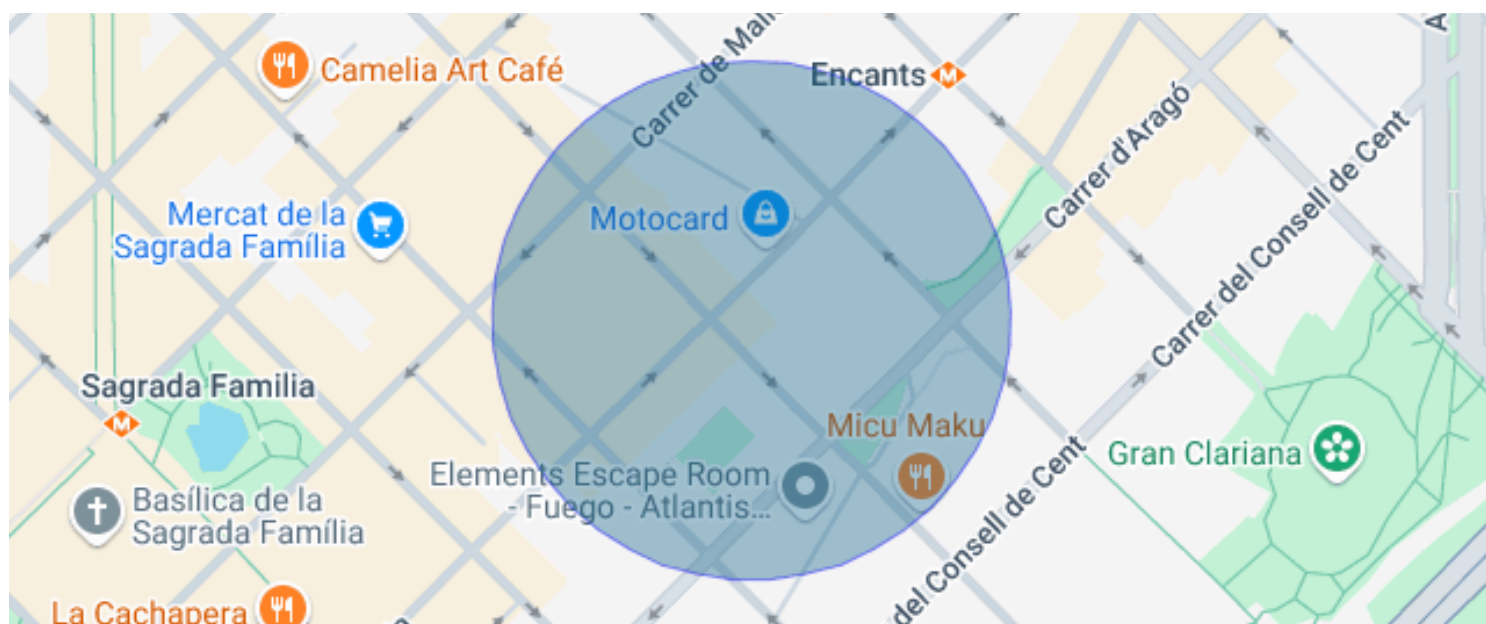 Carrer de Mall
Encants
Camelia Art Café
Carrer d'Aragó
Carrer del Consell de Cent
Mercat de la
Sagrada Família
Motocard
Sagrada Familia
Micu Maku
Gran Clariana
Elements Escape Room
- Fuego - Atlantis...
Basílica de la
Sagrada Família
del Consell de Cent
La Cachapera